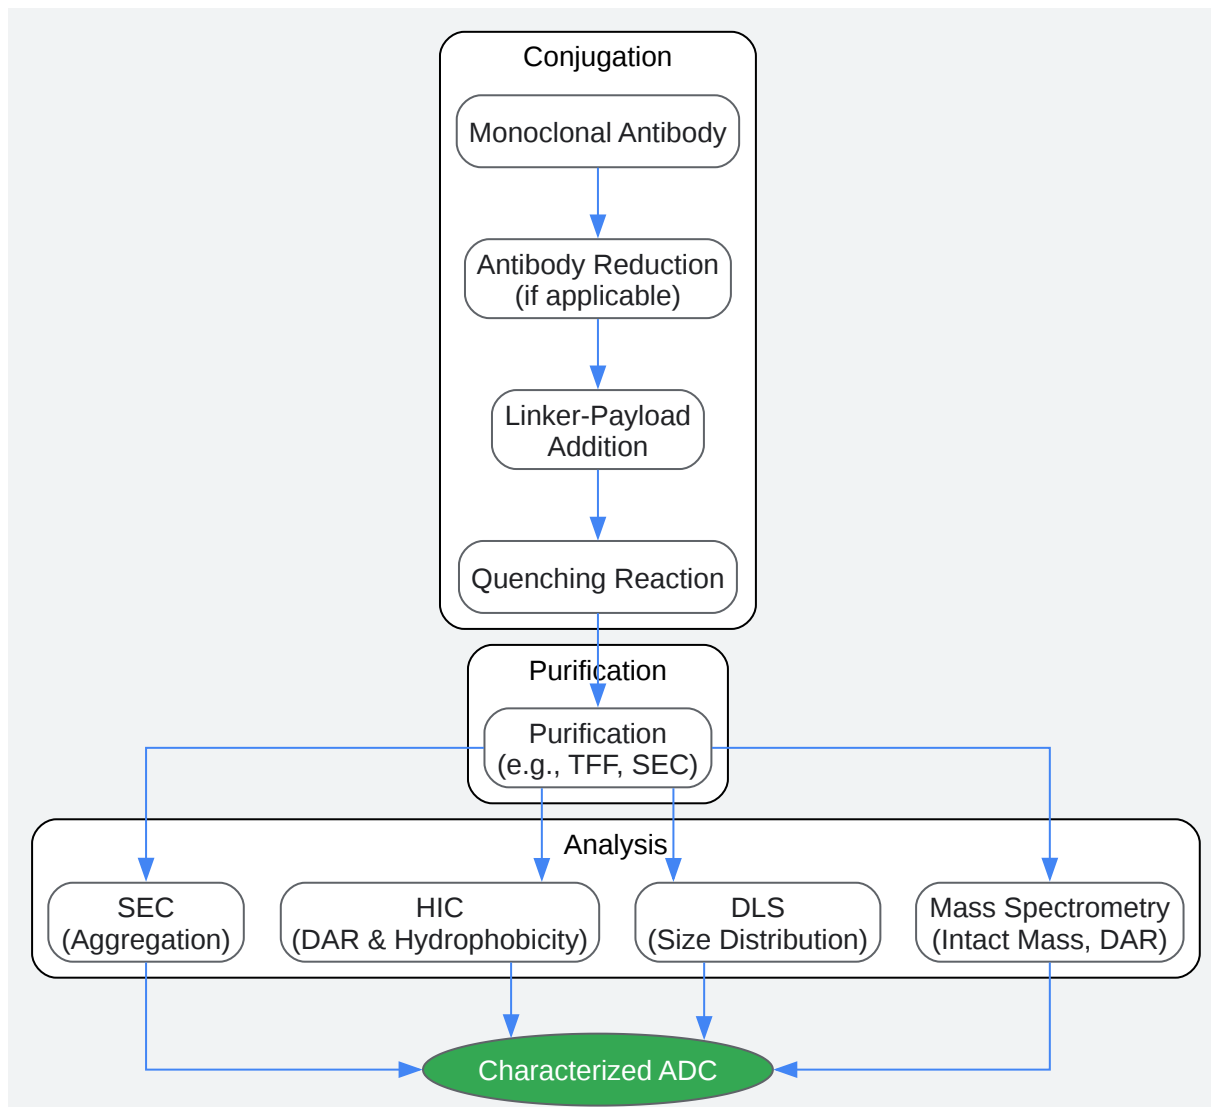 Conjugation
Monoclonal Antibody
Antibody Reduction
(if applicable)
Linker-Payload
Addition
Quenching Reaction
Purification
Purification
(e.g., TFF, SEC)
Analysis
SEC
(Aggregation)
HIC
(DAR & Hydrophobicity)
DLS
(Size Distribution)
Mass Spectrometry
(Intact Mass, DAR)
Characterized ADC